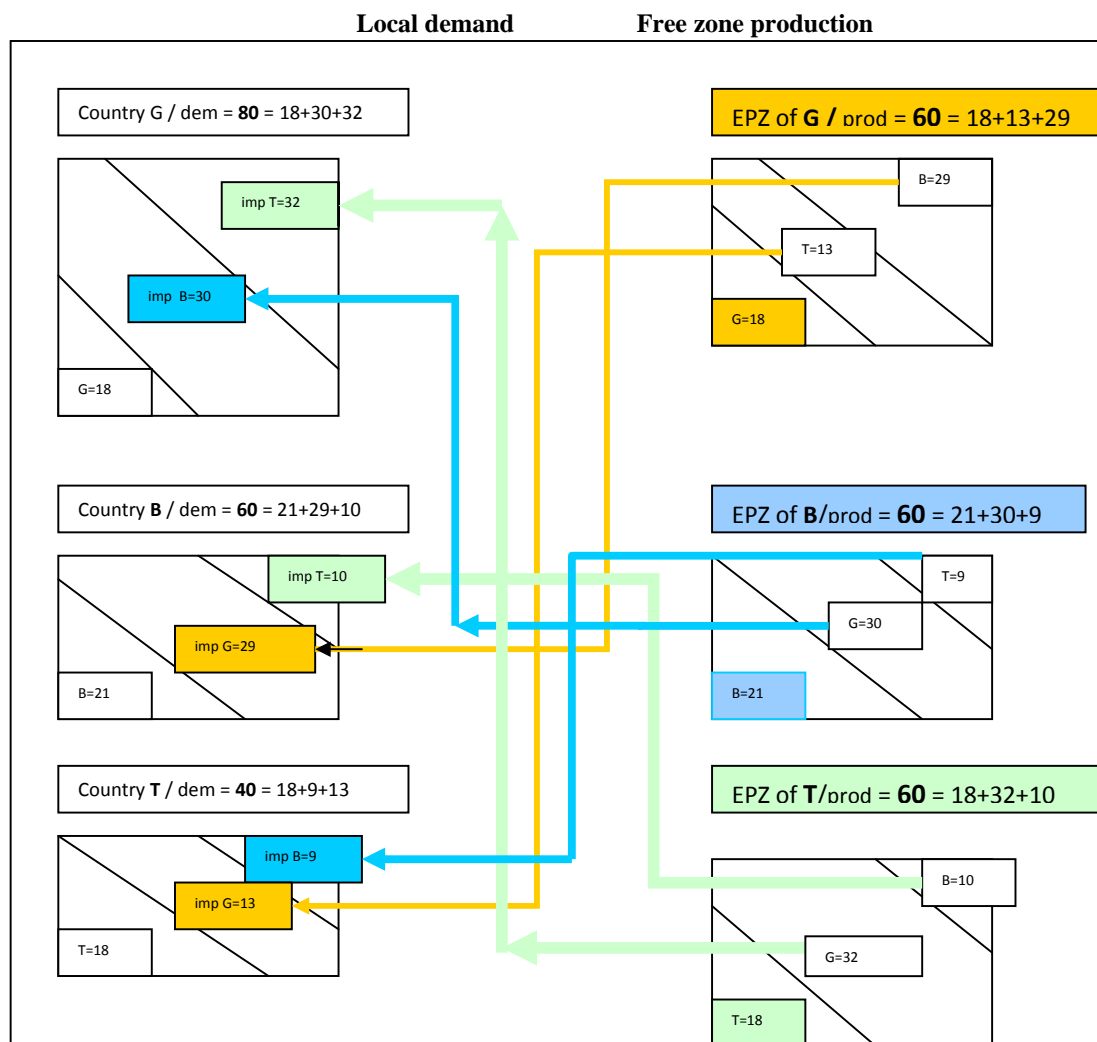 Local demand
Free zone production
Country G / dem = 80 = 18+30+32
EPZ of G / prod = 60 = 18+13+29
imp T=32
imp B=30
G=18
B=29
T=13
G=18
Country B / dem = 60 = 21+29+10
EPZ of B/prod = 60 = 21+30+9
imp T=10
imp G=29
B=21
T=9
G=30
B=21
Country T / dem = 40 = 18+9+13
EPZ of T/prod = 60 = 18+32+10
imp B=9
imp G=13
T=18
B=10
G=32
T=18